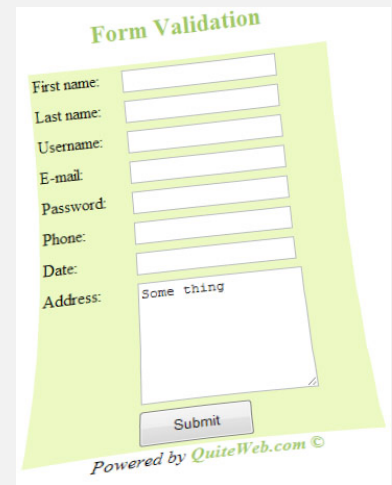 Form Validation
First name:
Last name:
Username:
E-mail:
Password:
Phone:
Date:
Address: Some thing
Submit
Powered by QuiteWeb.com ©